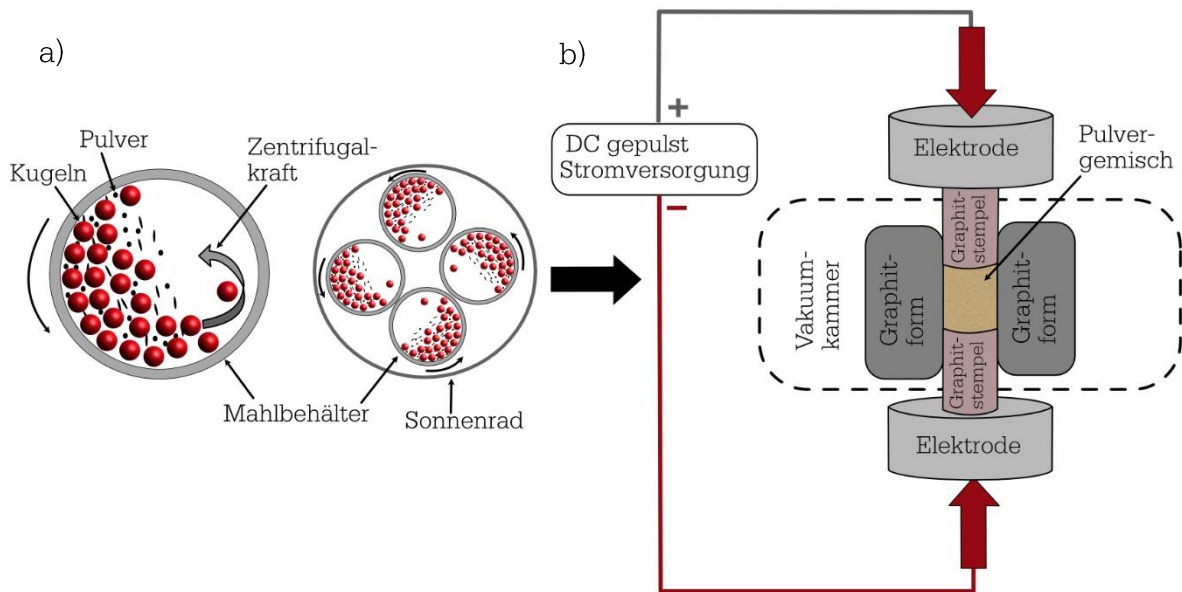 a)
Pulver
Kugeln
Zentrifugal-
kraft
Mahlbehälter
Sonnenrad
b)
+
DC gepulst
Stromversorgung
−
Elektrode
Pulver-
gemisch
Graphit-
stempel
Vakuum-
kammer
Graphit-
form
Graphit-
form
Graphit-
stempel
Elektrode